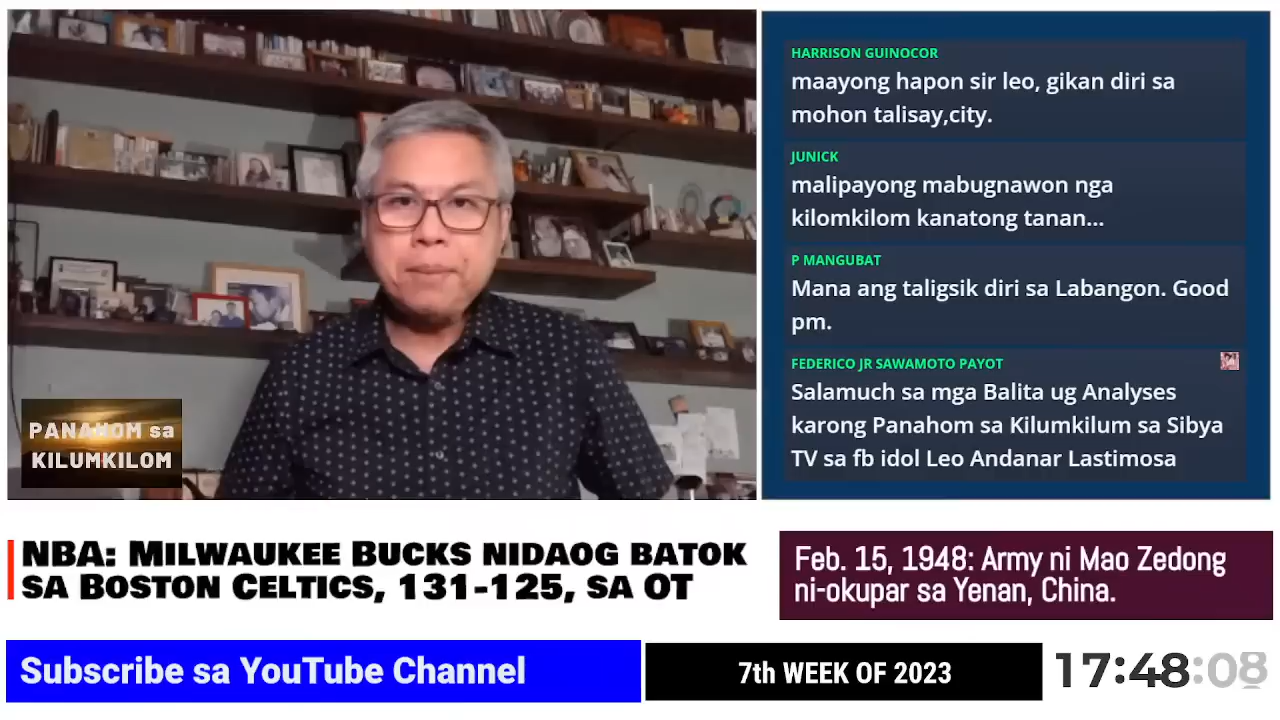 PANAHOM sa
KILUMKILOM
HARRISON GUINOCOR
maayong hapon sir leo, gikan diri sa
mohon talisay,city.
JUNICK
malipayong mabugnawon nga
kilomkilom kanatong tanan...
P MANGUBAT
Mana ang taligsik diri sa Labangon. Good
pm.
FEDERICO JR SAWAMOTO PAYOT
Salamuch sa mga Balita ug Analyses
karong Panahom sa Kilumkilum sa Sibya
TV sa fb idol Leo Andanar Lastimosa
NBA: MILWAUKEE BUCKS NIDAOG BATOK
SA BOSTON CELTICS, 131-125, SA OT
Feb. 15, 1948: Army ni Mao Zedong
ni-okupar sa Yenan, China.
Subscribe sa YouTube Channel
7th WEEK OF 2023
17:48:08